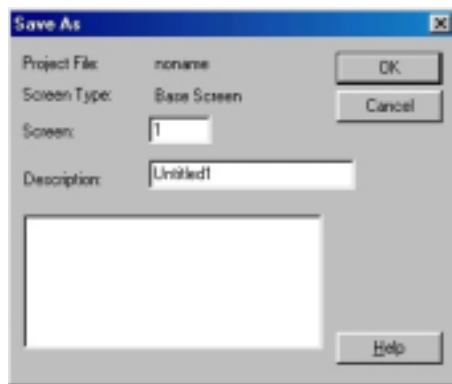 Save As
Project File: noname
OK
Screen Type: Base Screen
Cancel
Screen: 1
Description: Untitled1
Help